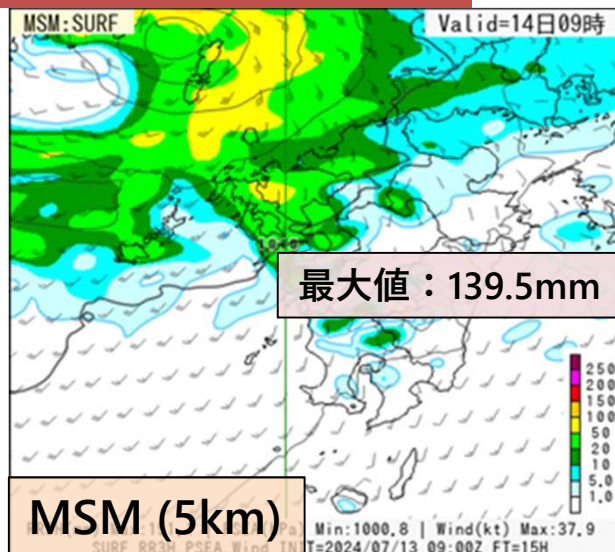 MSM:SURF
Valid=14日09時
最大値：139.5mm
250
200
150
100
50
20
10
5.0
1.0
MSM (5km)
Min:1000.8 | Wind(kt) Max:37.9
SURF RR3H PSEA Wind INIT=2024/07/13 09:00Z FT=15H